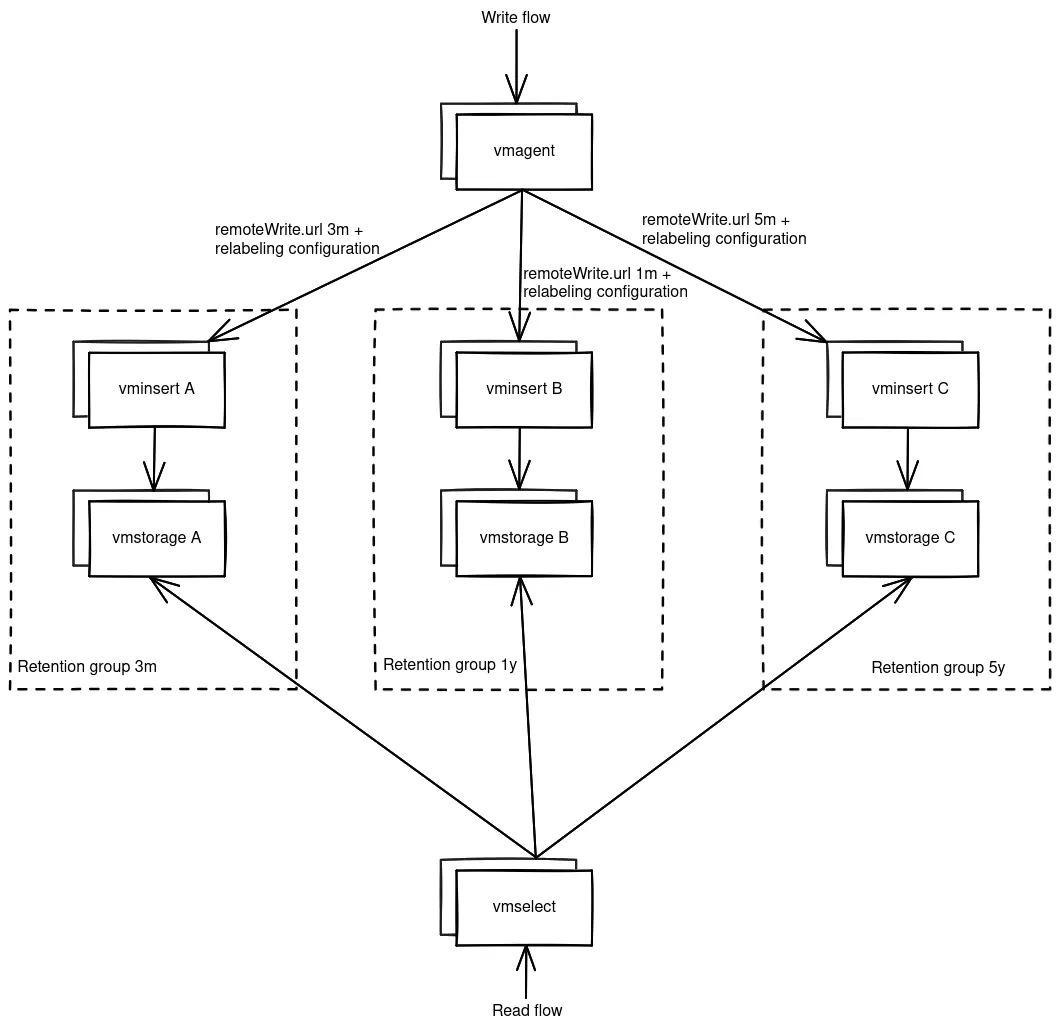 Write flow
vmagent
remoteWrite.url 3m +
relabeling configuration
remoteWrite.url 1m +
relabeling configuration
remoteWrite.url 5m +
relabeling configuration
vminsert A
vminsert B
vminsert C
vmstorage A
vmstorage B
vmstorage C
Retention group 3m
Retention group 1y
Retention group 5y
vmselect
Read flow